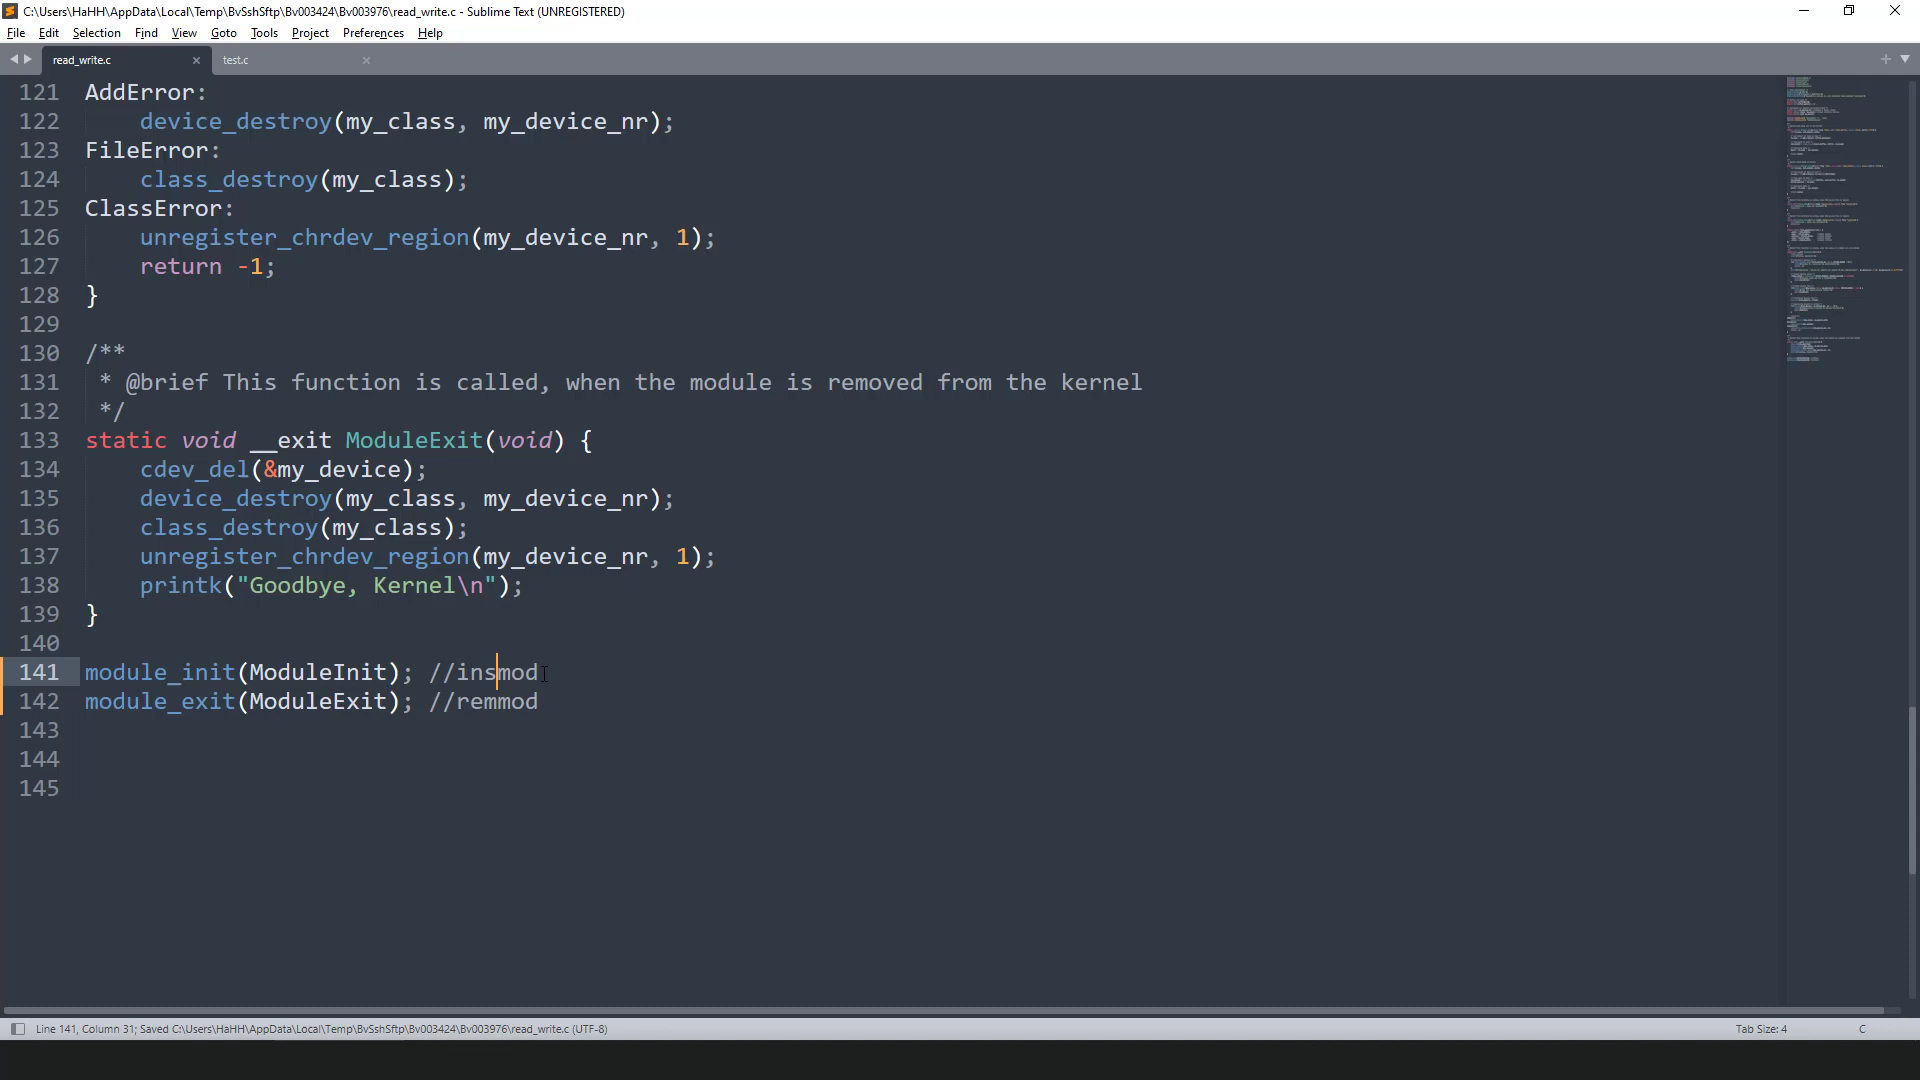 C:\Users\HaHH\AppData\Local\Temp\BvSshSftp\Bv003424\Bv003976\read_write.c - Sublime Text (UNREGISTERED)
File Edit Selection Find View Goto Tools Project Preferences Help
read_write.c × test.c ×
121 AddError:
122     device_destroy(my_class, my_device_nr);
123 FileError:
124     class_destroy(my_class);
125 ClassError:
126     unregister_chrdev_region(my_device_nr, 1);
127     return -1;
128 }
129
130 /**
131  * @brief This function is called, when the module is removed from the kernel
132  */
133 static void __exit ModuleExit(void) {
134     cdev_del(&my_device);
135     device_destroy(my_class, my_device_nr);
136     class_destroy(my_class);
137     unregister_chrdev_region(my_device_nr, 1);
138     printk("Goodbye, Kernel\n");
139 }
140
141 module_init(ModuleInit); //insmod
142 module_exit(ModuleExit); //remmod
143
144
145
Line 141, Column 31; Saved C:\Users\HaHH\AppData\Local\Temp\BvSshSftp\Bv003424\Bv003976\read_write.c (UTF-8) Tab Size: 4 C